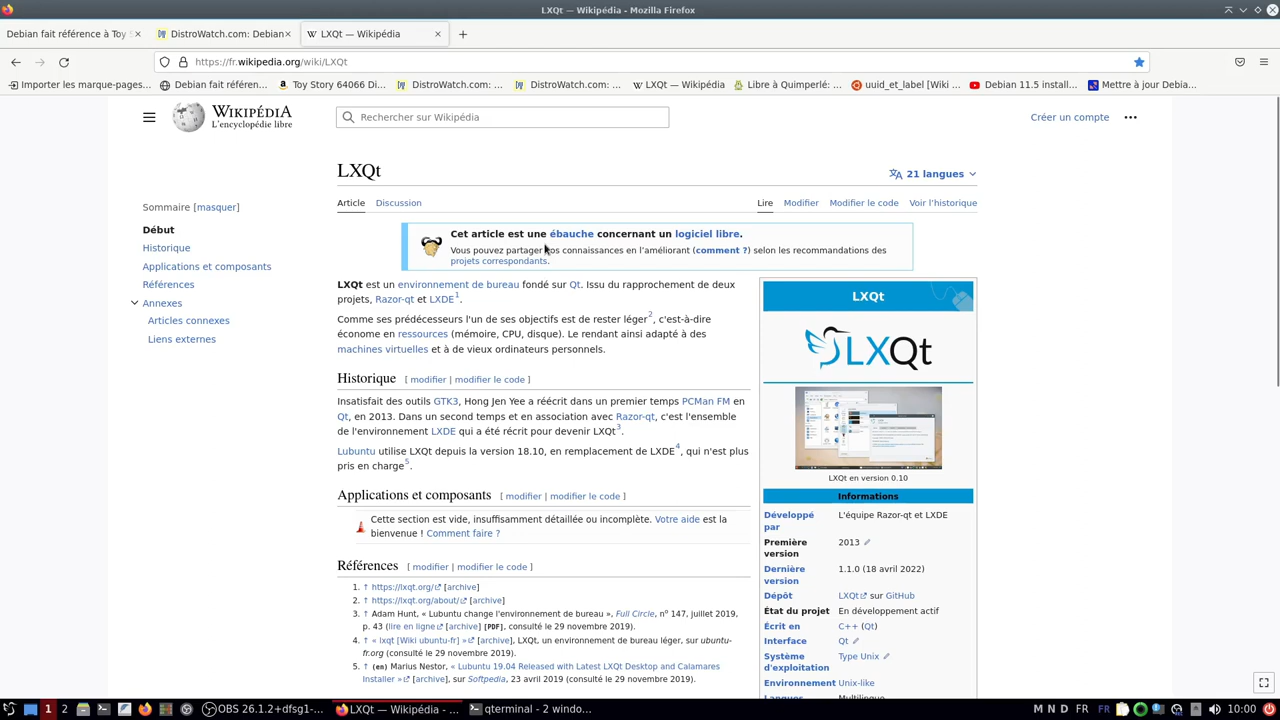 LXQt — Wikipédia - Mozilla Firefox
Debian fait référence à Toy S
DistroWatch.com: Debian
LXQt — Wikipédia
https://fr.wikipedia.org/wiki/LXQt
Importer les marque-pages...
Debian fait référen...
Toy Story 64066 Di...
DistroWatch.com: ...
DistroWatch.com: ...
LXQt — Wikipédia
Libre à Quimperlé: ...
uuid_et_label [Wiki ...
Debian 11.5 install...
Mettre à jour Debia...
WIKIPÉDIA
L'encyclopédie libre
Rechercher sur Wikipédia
Créer un compte
LXQt
21 langues
Sommaire [masquer]
Début
Historique
Applications et composants
Références
Annexes
Articles connexes
Liens externes
Article Discussion
Lire Modifier Modifier le code Voir l’historique
Cet article est une ébauche concernant un logiciel libre.
Vous pouvez partager vos connaissances en l’améliorant (comment ?) selon les recommandations des
projets correspondants.
LXQt est un environnement de bureau fondé sur Qt. Issu du rapprochement de deux
projets, Razor-qt et LXDE1.
Comme ses prédécesseurs l'un de ses objectifs est de rester léger2, c'est-à-dire
économe en ressources (mémoire, CPU, disque). Le rendant ainsi adapté à des
machines virtuelles et à de vieux ordinateurs personnels.
Historique [ modifier | modifier le code ]
Insatisfait des outils GTK3, Hong Jen Yee a réécrit dans un premier temps PCMan FM en
Qt, en 2013. Dans un second temps et en association avec Razor-qt, c'est l'ensemble
de l'environnement LXDE qui a été récrit pour devenir LXQt3.
Lubuntu utilise LXQt depuis la version 18.10, en remplacement de LXDE4, qui n'est plus
pris en charge5.
Applications et composants [ modifier | modifier le code ]
Cette section est vide, insuffisamment détaillée ou incomplète. Votre aide est la
bienvenue ! Comment faire ?
Références [ modifier | modifier le code ]
1. ↑ https://lxqt.org/ [archive]
2. ↑ https://lxqt.org/about/ [archive]
3. ↑ Adam Hunt, « Lubuntu change l'environnement de bureau », Full Circle, no 147, juillet 2019,
p. 43 (lire en ligne [archive] [PDF], consulté le 29 novembre 2019).
4. ↑ « lxqt [Wiki ubuntu-fr] » [archive], LXQt, un environnement de bureau léger, sur ubuntu-
fr.org (consulté le 29 novembre 2019).
5. ↑ (en) Marius Nestor, « Lubuntu 19.04 Released with Latest LXQt Desktop and Calamares
Installer » [archive], sur Softpedia, 23 avril 2019 (consulté le 29 novembre 2019).
LXQt
LXQt
LXQt en version 0.10
Informations
Développé par L'équipe Razor-qt et LXDE
Première version 2013
Dernière version 1.1.0 (18 avril 2022)
Dépôt LXQt sur GitHub
État du projet En développement actif
Écrit en C++ (Qt)
Interface Qt
Système d'exploitation Type Unix
Environnement Unix-like
Langues Multilingue
1 2
OBS 26.1.2+dfsg1-...
LXQt — Wikipédia - ...
qterminal - 2 windo...
M N D FR FR 10:00